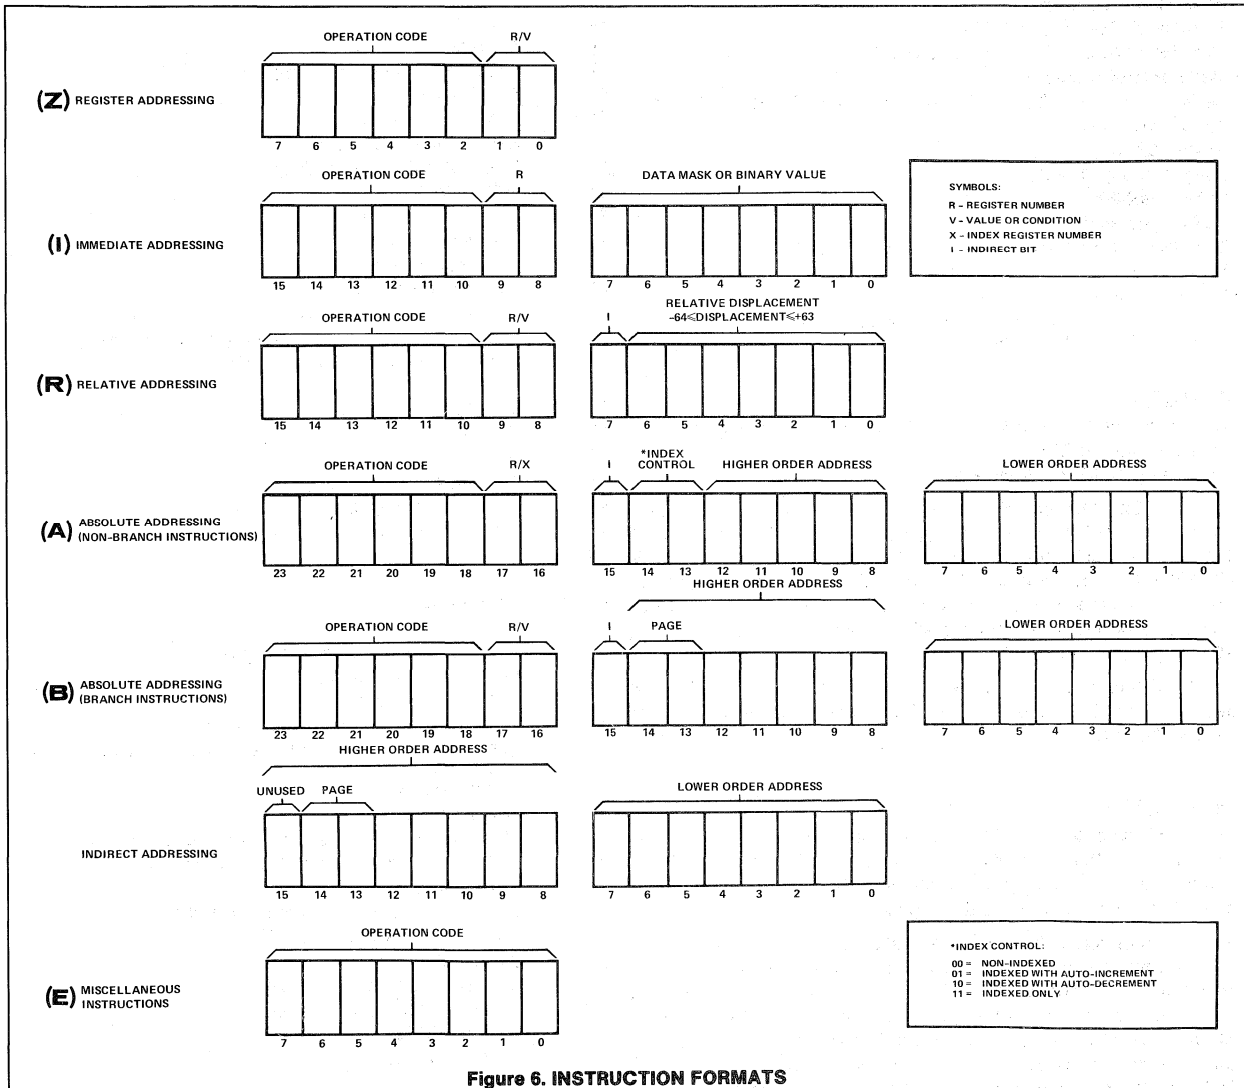 OPERATION CODE R/V
(Z) REGISTER ADDRESSING
7 6 5 4 3 2 1 0
OPERATION CODE R DATA MASK OR BINARY VALUE
(I) IMMEDIATE ADDRESSING
15 14 13 12 11 10 9 8 7 6 5 4 3 2 1 0
SYMBOLS:
R – REGISTER NUMBER
V – VALUE OR CONDITION
X – INDEX REGISTER NUMBER
I – INDIRECT BIT
OPERATION CODE R/V I RELATIVE DISPLACEMENT
–64⩽DISPLACEMENT⩽+63
(R) RELATIVE ADDRESSING
15 14 13 12 11 10 9 8 7 6 5 4 3 2 1 0
OPERATION CODE R/X I *INDEX CONTROL HIGHER ORDER ADDRESS LOWER ORDER ADDRESS
(A) ABSOLUTE ADDRESSING
(NON-BRANCH INSTRUCTIONS)
23 22 21 20 19 18 17 16 15 14 13 12 11 10 9 8 7 6 5 4 3 2 1 0
HIGHER ORDER ADDRESS
OPERATION CODE R/V I PAGE LOWER ORDER ADDRESS
(B) ABSOLUTE ADDRESSING
(BRANCH INSTRUCTIONS)
23 22 21 20 19 18 17 16 15 14 13 12 11 10 9 8 7 6 5 4 3 2 1 0
HIGHER ORDER ADDRESS
UNUSED PAGE LOWER ORDER ADDRESS
INDIRECT ADDRESSING
15 14 13 12 11 10 9 8 7 6 5 4 3 2 1 0
OPERATION CODE
(E) MISCELLANEOUS
INSTRUCTIONS
7 6 5 4 3 2 1 0
*INDEX CONTROL:
00 = NON-INDEXED
01 = INDEXED WITH AUTO-INCREMENT
10 = INDEXED WITH AUTO-DECREMENT
11 = INDEXED ONLY
Figure 6. INSTRUCTION FORMATS